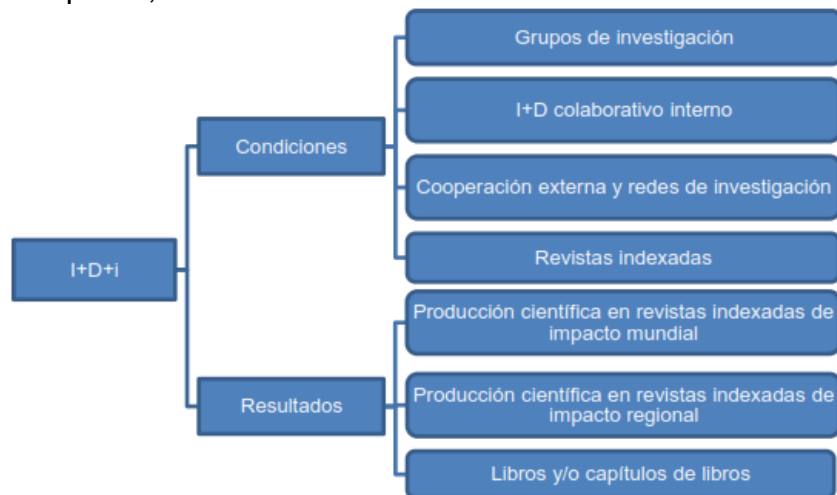 Grupos de investigación
I+D colaborativo interno
Condiciones
Cooperación externa y redes de investigación
Revistas indexadas
I+D+i
Producción científica en revistas indexadas de
impacto mundial
Resultados
Producción científica en revistas indexadas de
impacto regional
Libros y/o capítulos de libros